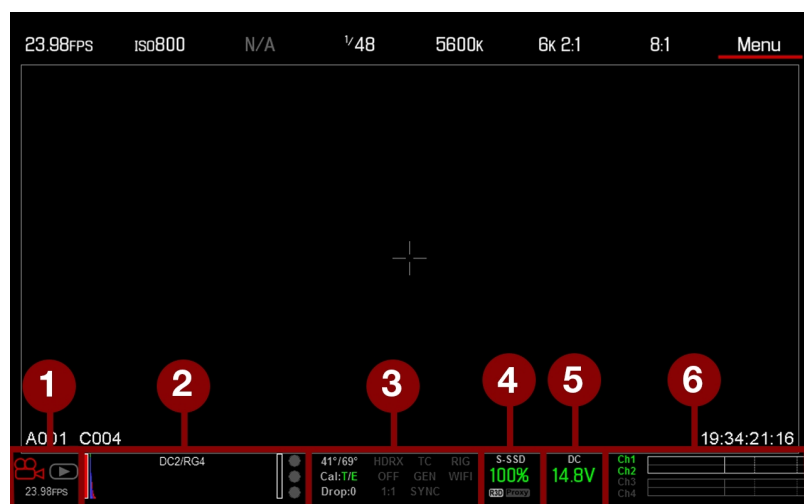 23.98FPS ISO800 N/A 1/48 5600K 6K 2:1 8:1 Menu
1 2 3 4 5 6
A001 C004 19:34:21:16
DC2/RG4
23.98FPS
41°/69° HDRX TC RIG
Cal:T/E OFF GEN WIFI
Drop:0 1:1 SYNC
S-SSD
100%
R3D Proxy
DC
14.8V
Ch1
Ch2
Ch3
Ch4